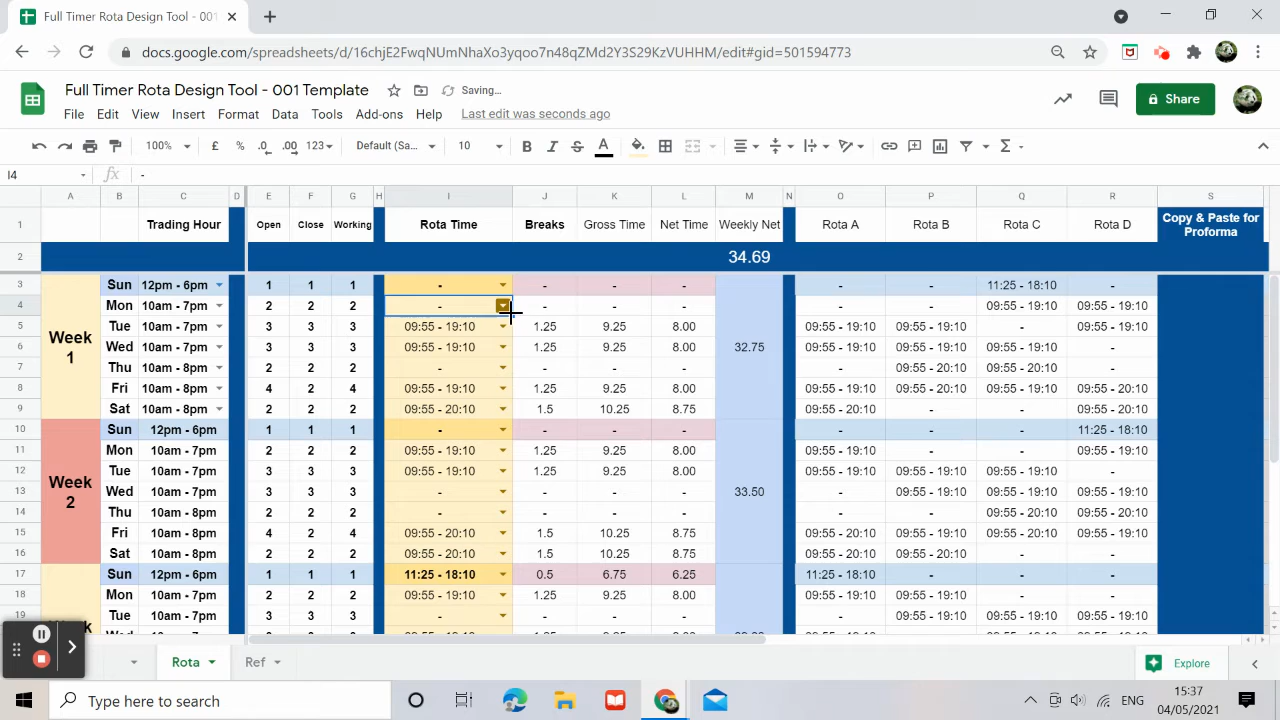 Full Timer Rota Design Tool - 001
docs.google.com/spreadsheets/d/16chjE2FwqNUmNhaXo3yqoo7n48qZMd2Y3S29KzVUHHM/edit#gid=501594773
Full Timer Rota Design Tool - 001 Template Saving...
File Edit View Insert Format Data Tools Add-ons Help Last edit was seconds ago Share
100% £ % .0 .00 123 Default (Sa... 10 B I S A Σ
I4 fx -
A B C D E F G H I J K L M N O P Q R S
1 Trading Hour Open Close Working Rota Time Breaks Gross Time Net Time Weekly Net Rota A Rota B Rota C Rota D Copy & Paste for Proforma
2 34.69
3 Sun 12pm - 6pm 1 1 1 - - - - - - 11:25 - 18:10 -
4 Mon 10am - 7pm 2 2 2 - - - - - - 09:55 - 19:10 09:55 - 19:10
5 Tue 10am - 7pm 3 3 3 09:55 - 19:10 1.25 9.25 8.00 09:55 - 19:10 09:55 - 19:10 - 09:55 - 19:10
6 Week 1 Wed 10am - 7pm 3 3 3 09:55 - 19:10 1.25 9.25 8.00 32.75 09:55 - 19:10 09:55 - 19:10 09:55 - 19:10 -
7 Thu 10am - 8pm 2 2 2 - - - - - 09:55 - 20:10 09:55 - 20:10 -
8 Fri 10am - 8pm 4 2 4 09:55 - 19:10 1.25 9.25 8.00 09:55 - 19:10 09:55 - 20:10 09:55 - 19:10 09:55 - 20:10
9 Sat 10am - 8pm 2 2 2 09:55 - 20:10 1.5 10.25 8.75 09:55 - 20:10 - - 09:55 - 20:10
10 Sun 12pm - 6pm 1 1 1 - - - - - - - 11:25 - 18:10
11 Mon 10am - 7pm 2 2 2 09:55 - 19:10 1.25 9.25 8.00 09:55 - 19:10 - - 09:55 - 19:10
12 Tue 10am - 7pm 3 3 3 09:55 - 19:10 1.25 9.25 8.00 09:55 - 19:10 09:55 - 19:10 09:55 - 19:10 -
13 Week 2 Wed 10am - 7pm 3 3 3 - - - - 33.50 - 09:55 - 19:10 09:55 - 19:10 09:55 - 19:10
14 Thu 10am - 8pm 2 2 2 - - - - - - 09:55 - 20:10 09:55 - 20:10
15 Fri 10am - 8pm 4 2 4 09:55 - 20:10 1.5 10.25 8.75 09:55 - 20:10 09:55 - 19:10 09:55 - 20:10 09:55 - 19:10
16 Sat 10am - 8pm 2 2 2 09:55 - 20:10 1.5 10.25 8.75 09:55 - 20:10 09:55 - 20:10 - -
17 Sun 12pm - 6pm 1 1 1 11:25 - 18:10 0.5 6.75 6.25 11:25 - 18:10 - - -
18 Mon 10am - 7pm 2 2 2 09:55 - 19:10 1.25 9.25 8.00 09:55 - 19:10 09:55 - 19:10 - -
19 Tue 10am - 7pm 3 3 3 - - - - - 09:55 - 19:10 09:55 - 19:10 09:55 - 19:10
Rota Ref Explore
Type here to search ENG 15:37
04/05/2021